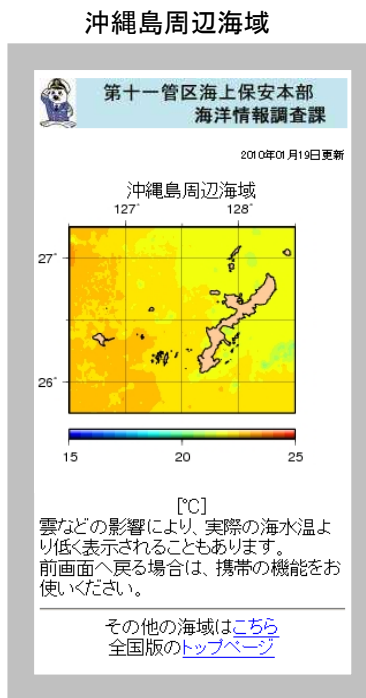 沖縄島周辺海域
第十一管区海上保安本部
海洋情報調査課
2010年01月19日更新
沖縄島周辺海域
127° 128°
27°
26°
15 20 25
[℃]
雲などの影響により、実際の海水温よ
り低く表示されることもあります。
前画面へ戻る場合は、携帯の機能をお
使いください。
その他の海域はこちら
全国版のトップページ